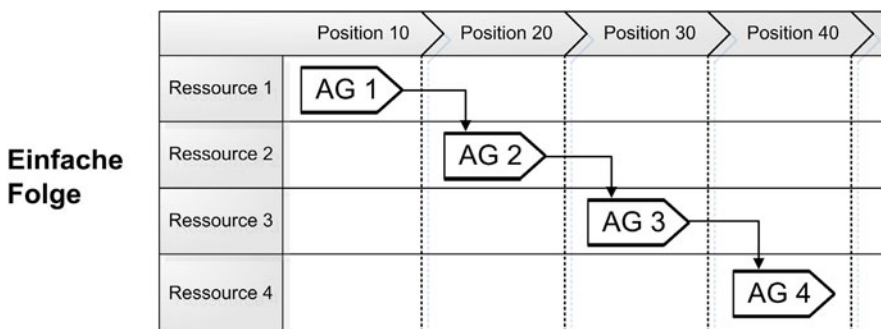 Position 10 Position 20 Position 30 Position 40
Ressource 1 AG 1
Einfache
Folge
Ressource 2 AG 2
Ressource 3 AG 3
Ressource 4 AG 4